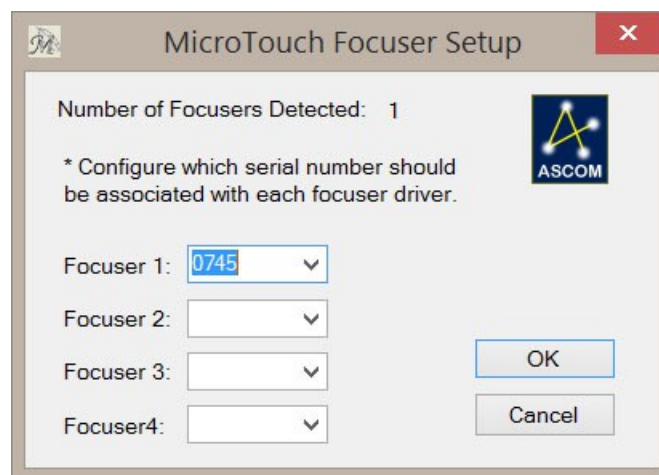 MicroTouch Focuser Setup
Number of Focusers Detected: 1
* Configure which serial number should
be associated with each focuser driver.
ASCOM
Focuser 1: 0745
Focuser 2:
Focuser 3:
Focuser4:
OK
Cancel